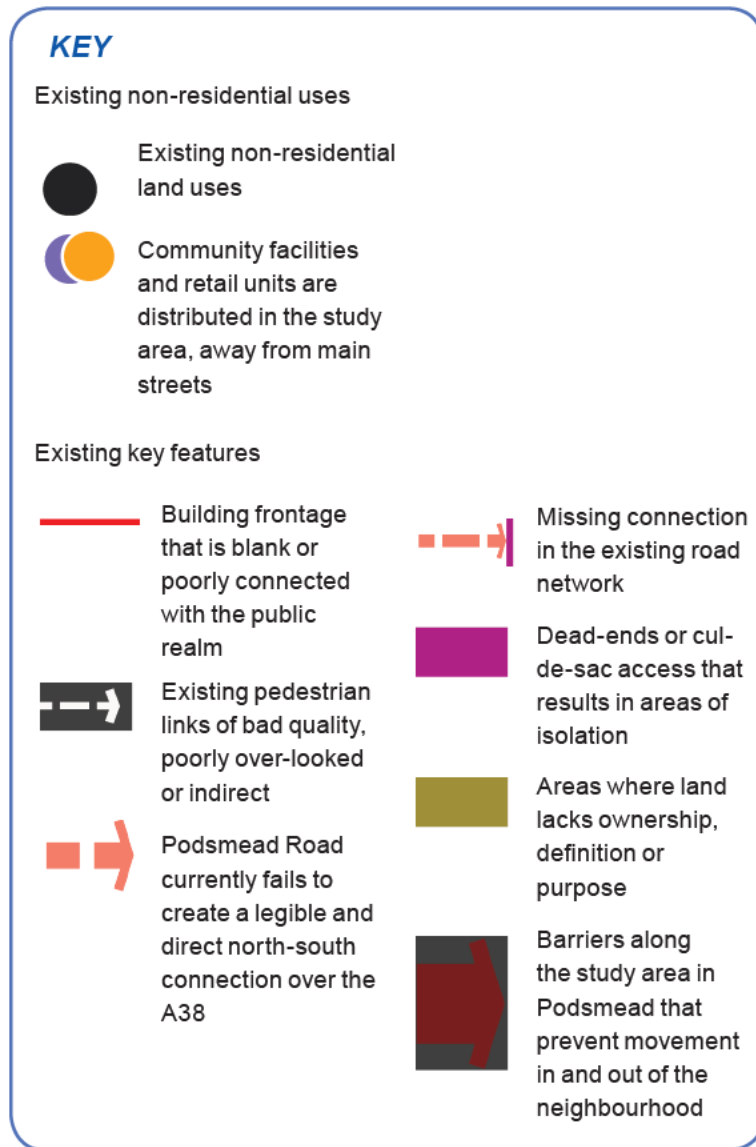 KEY
Existing non-residential uses
Existing non-residential
land uses
Community facilities
and retail units are
distributed in the study
area, away from main
streets
Existing key features
Building frontage
that is blank or
poorly connected
with the public
realm
Existing pedestrian
links of bad quality,
poorly over-looked
or indirect
Podsmead Road
currently fails to
create a legible and
direct north-south
connection over the
A38
Missing connection
in the existing road
network
Dead-ends or cul-
de-sac access that
results in areas of
isolation
Areas where land
lacks ownership,
definition or
purpose
Barriers along
the study area in
Podsmead that
prevent movement
in and out of the
neighbourhood